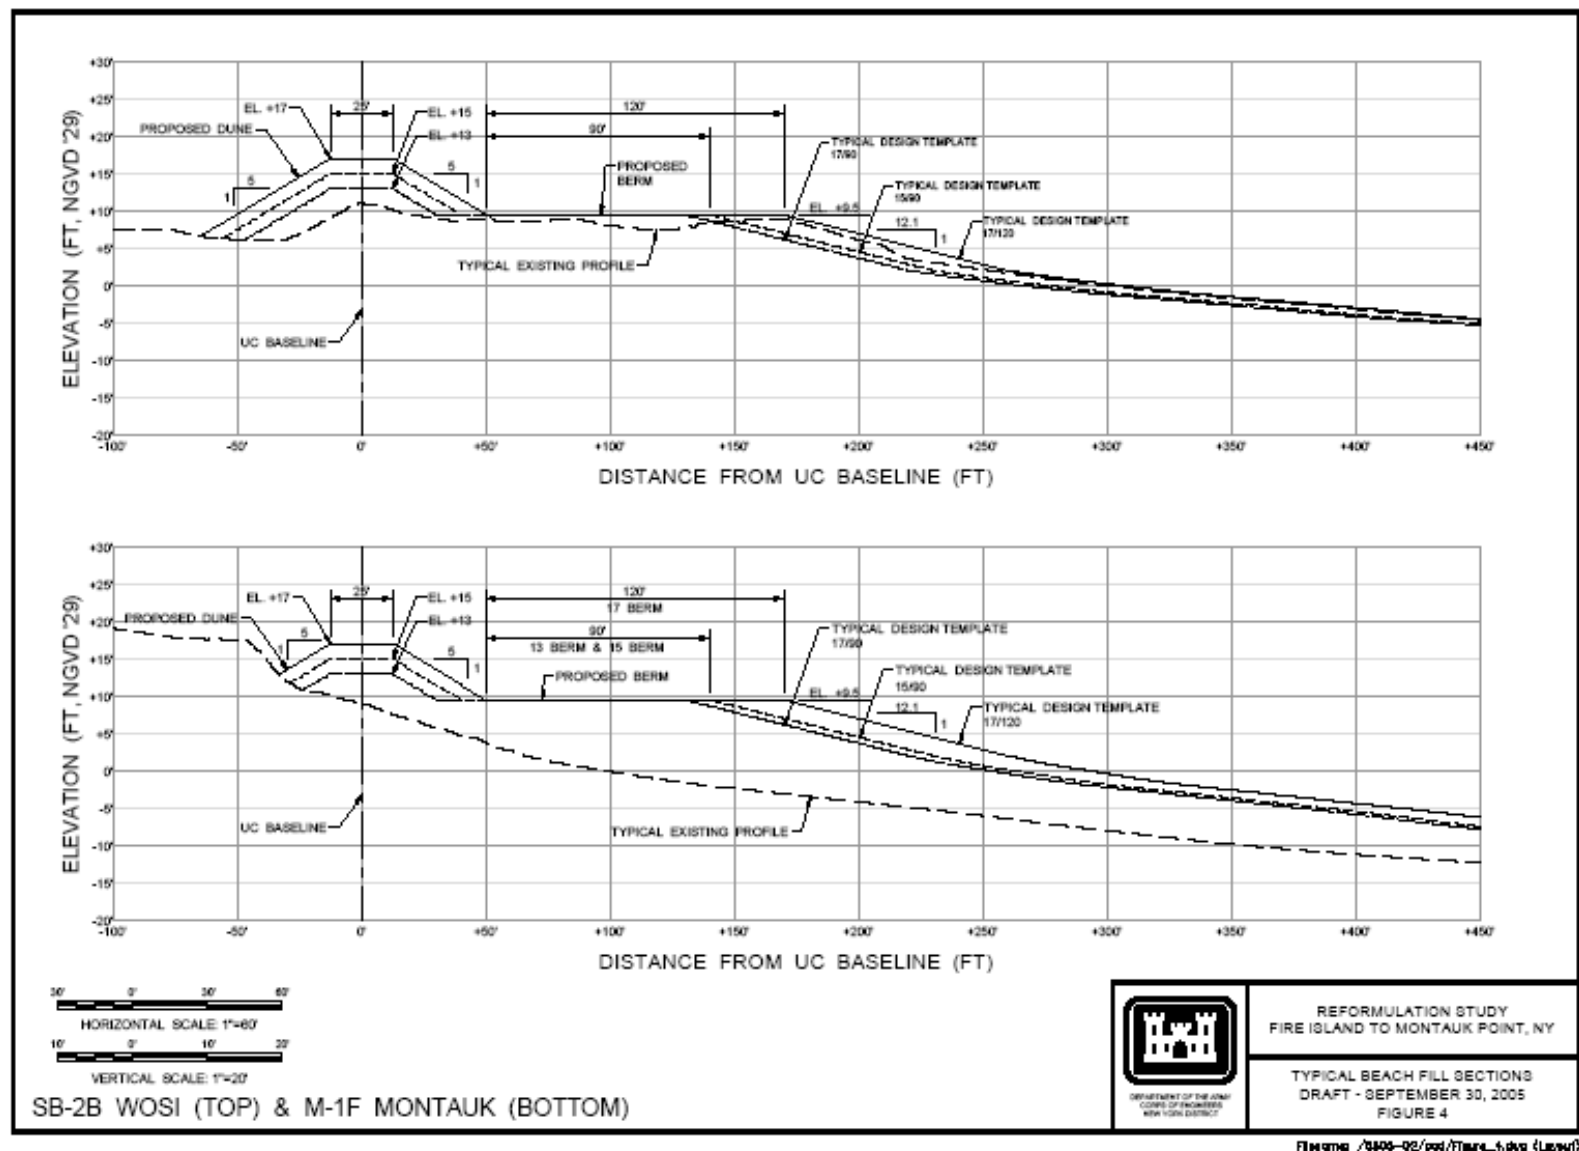 +30'
+25'
+20'
+15'
+10'
+5'
0'
-5'
-10'
-15'
-20'
ELEVATION (FT, NGVD '29)
EL. +17
25'
EL. +15
EL. +13
PROPOSED DUNE
5
1
5
1
120'
90'
PROPOSED
BERM
TYPICAL DESIGN TEMPLATE
17/90
TYPICAL DESIGN TEMPLATE
15/90
EL. +9.5
12.1
1
TYPICAL DESIGN TEMPLATE
17/120
TYPICAL EXISTING PROFILE
UC BASELINE
-100' -50' 0' +50' +100' +150' +200' +250' +300' +350' +400' +450'
DISTANCE FROM UC BASELINE (FT)
+30'
+25'
+20'
+15'
+10'
+5'
0'
-5'
-10'
-15'
-20'
ELEVATION (FT, NGVD '29)
EL. +17
25'
EL. +15
EL. +13
PROPOSED DUNE
5
1
5
1
120'
17 BERM
90'
13 BERM & 15 BERM
PROPOSED BERM
TYPICAL DESIGN TEMPLATE
17/90
TYPICAL DESIGN TEMPLATE
15/90
EL. +9.5
12.1
1
TYPICAL DESIGN TEMPLATE
17/120
UC BASELINE
TYPICAL EXISTING PROFILE
-100' -50' 0' +50' +100' +150' +200' +250' +300' +350' +400' +450'
DISTANCE FROM UC BASELINE (FT)
30' 0' 30' 60'
HORIZONTAL SCALE: 1"=60'
10' 0' 10' 20'
VERTICAL SCALE: 1"=20'
SB-2B WOSI (TOP) & M-1F MONTAUK (BOTTOM)
DEPARTMENT OF THE ARMY
CORPS OF ENGINEERS
NEW YORK DISTRICT
REFORMULATION STUDY
FIRE ISLAND TO MONTAUK POINT, NY
TYPICAL BEACH FILL SECTIONS
DRAFT - SEPTEMBER 30, 2005
FIGURE 4